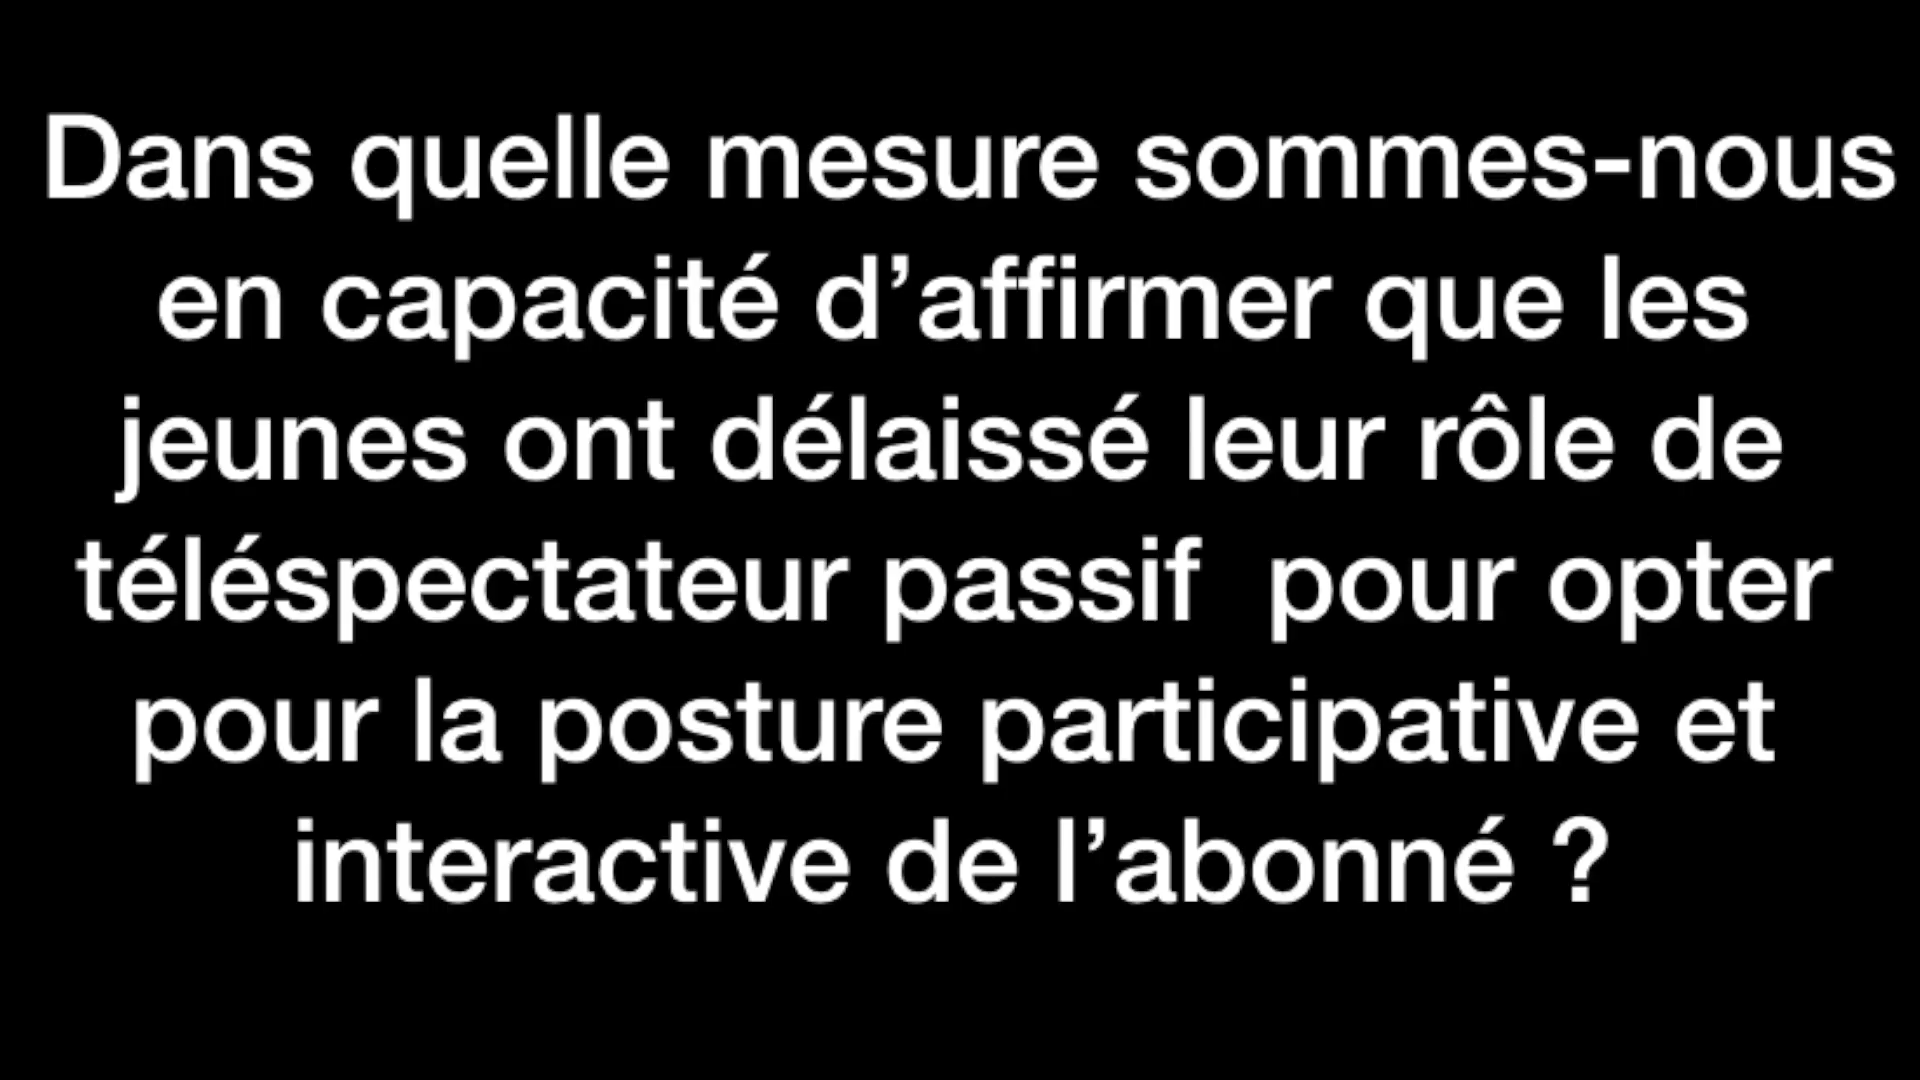 Dans quelle mesure sommes-nous
en capacité d’affirmer que les
jeunes ont délaissé leur rôle de
téléspectateur passif  pour opter
pour la posture participative et
interactive de l’abonné ?